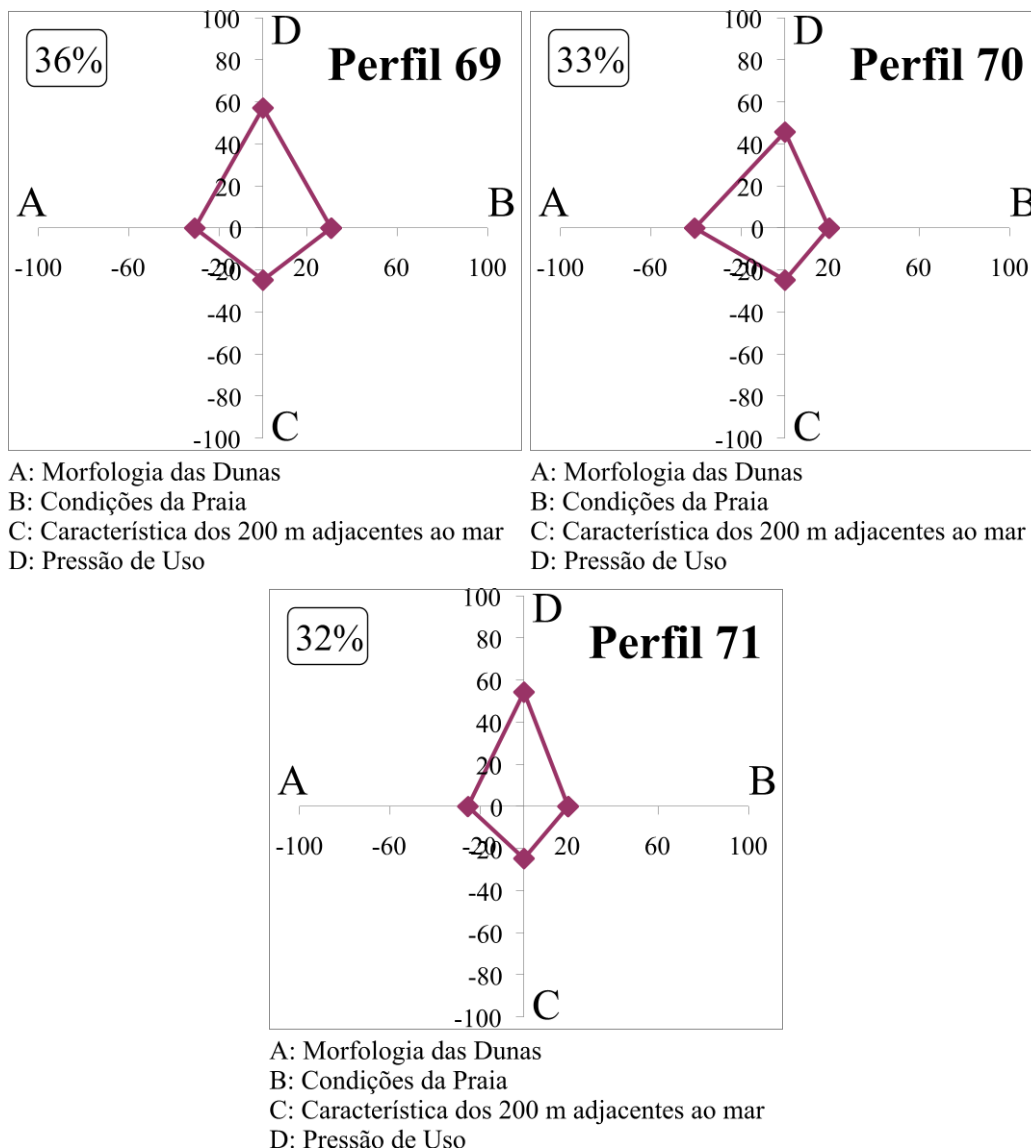 100
D
80
36%
Perfil 69
60
40
20
A
B
0
-100
-60
-20
20
60
100
-20
-40
-60
-80
-100
C
A: Morfologia das Dunas
B: Condições da Praia
C: Característica dos 200 m adjacentes ao mar
D: Pressão de Uso
100
D
80
33%
Perfil 70
60
40
20
A
B
0
-100
-60
-20
20
60
100
-20
-40
-60
-80
-100
C
A: Morfologia das Dunas
B: Condições da Praia
C: Característica dos 200 m adjacentes ao mar
D: Pressão de Uso
100
D
80
32%
Perfil 71
60
40
20
A
B
0
-100
-60
-20
20
60
100
-20
-40
-60
-80
-100
C
A: Morfologia das Dunas
B: Condições da Praia
C: Característica dos 200 m adjacentes ao mar
D: Pressão de Uso